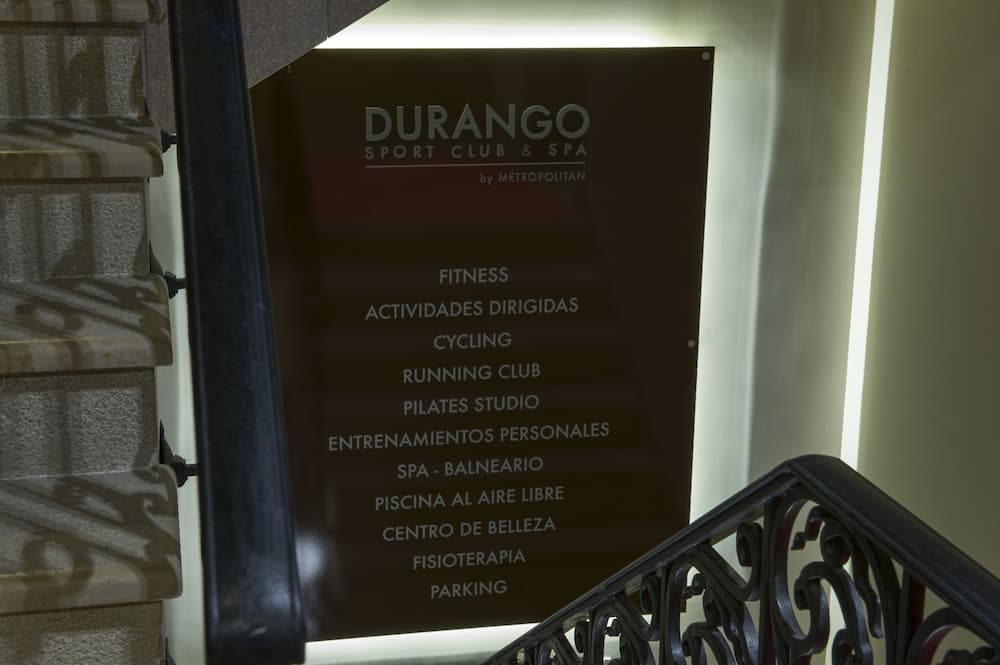 DURANGO
SPORT CLUB & SPA
by METROPOLITAN
FITNESS
ACTIVIDADES DIRIGIDAS
CYCLING
RUNNING CLUB
PILATES STUDIO
ENTRENAMIENTOS PERSONALES
SPA - BALNEARIO
PISCINA AL AIRE LIBRE
CENTRO DE BELLEZA
FISIOTERAPIA
PARKING